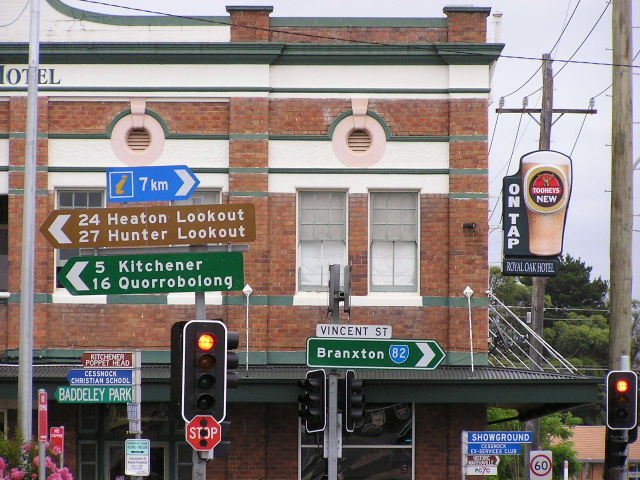 HOTEL
i 7 km
24 Heaton Lookout
27 Hunter Lookout
5 Kitchener
16 Quorrobolong
ON TAP
TOOHEYS
NEW
ROYAL OAK HOTEL
VINCENT ST
Branxton 82
KITCHENER
POPPET HEAD
CESSNOCK
CHRISTIAN SCHOOL
BADDELEY PARK
STOP
SHOWGROUND
CESSNOCK
EX-SERVICES CLUB
PCYC
60